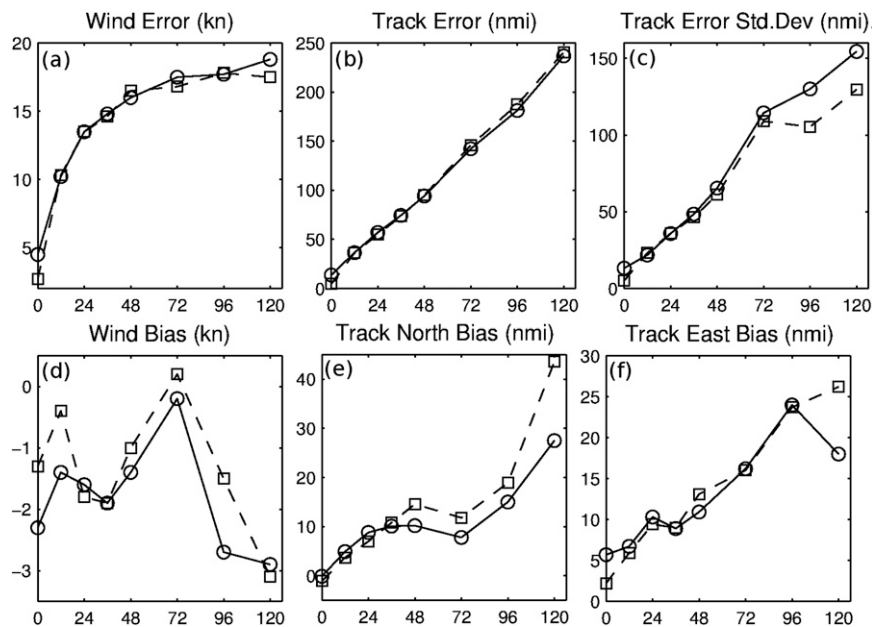 Wind Error (kn)
Track Error (nmi)
Track Error Std.Dev (nmi).
(a)
20
15
10
5
0 24 48 72 96 120
(b)
250
200
150
100
50
0
0 24 48 72 96 120
(c)
150
100
50
0
0 24 48 72 96 120
Wind Bias (kn)
Track North Bias (nmi)
Track East Bias (nmi)
(d)
0
−1
−2
−3
0 24 48 72 96 120
(e)
40
30
20
10
0
0 24 48 72 96 120
(f)
30
25
20
15
10
5
0
0 24 48 72 96 120